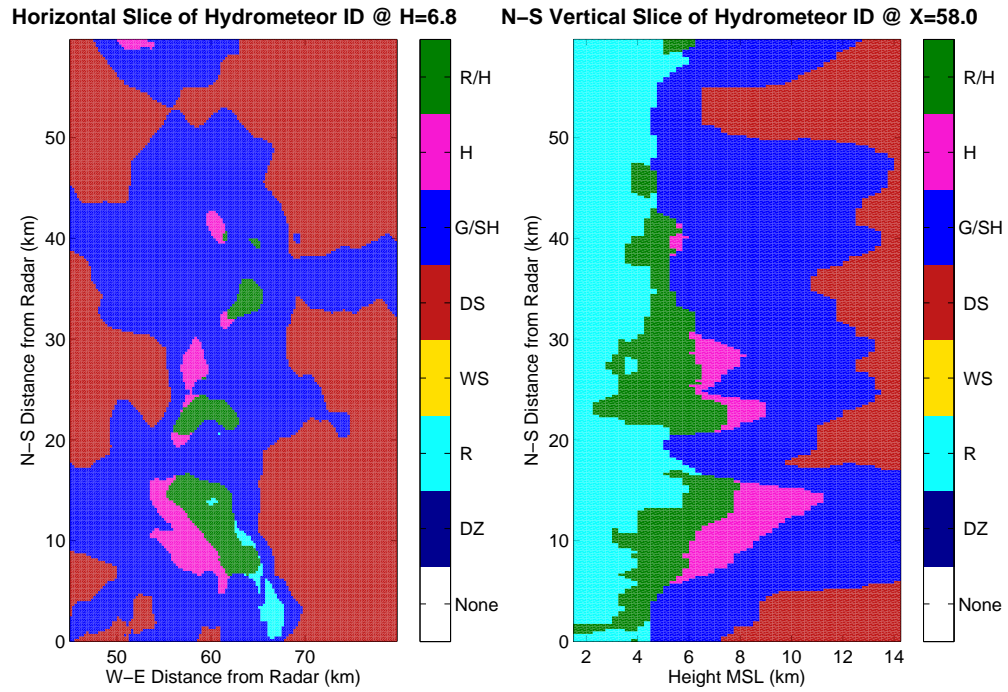 Horizontal Slice of Hydrometeor ID @ H=6.8
N−S Distance from Radar (km)
50
40
30
20
10
0
50 60 70
W−E Distance from Radar (km)
R/H
H
G/SH
DS
WS
R
DZ
None
N−S Vertical Slice of Hydrometeor ID @ X=58.0
N−S Distance from Radar (km)
50
40
30
20
10
0
2 4 6 8 10 12 14
Height MSL (km)
R/H
H
G/SH
DS
WS
R
DZ
None